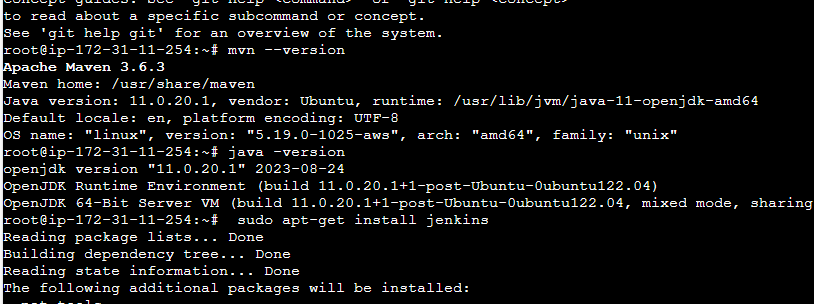 to read about a specific subcommand or concept.
See 'git help git' for an overview of the system.
root@ip-172-31-11-254:~# mvn --version
Apache Maven 3.6.3
Maven home: /usr/share/maven
Java version: 11.0.20.1, vendor: Ubuntu, runtime: /usr/lib/jvm/java-11-openjdk-amd64
Default locale: en, platform encoding: UTF-8
OS name: "linux", version: "5.19.0-1025-aws", arch: "amd64", family: "unix"
root@ip-172-31-11-254:~# java -version
openjdk version "11.0.20.1" 2023-08-24
OpenJDK Runtime Environment (build 11.0.20.1+1-post-Ubuntu-0ubuntu122.04)
OpenJDK 64-Bit Server VM (build 11.0.20.1+1-post-Ubuntu-0ubuntu122.04, mixed mode, sharing
root@ip-172-31-11-254:~#  sudo apt-get install jenkins
Reading package lists... Done
Building dependency tree... Done
Reading state information... Done
The following additional packages will be installed: